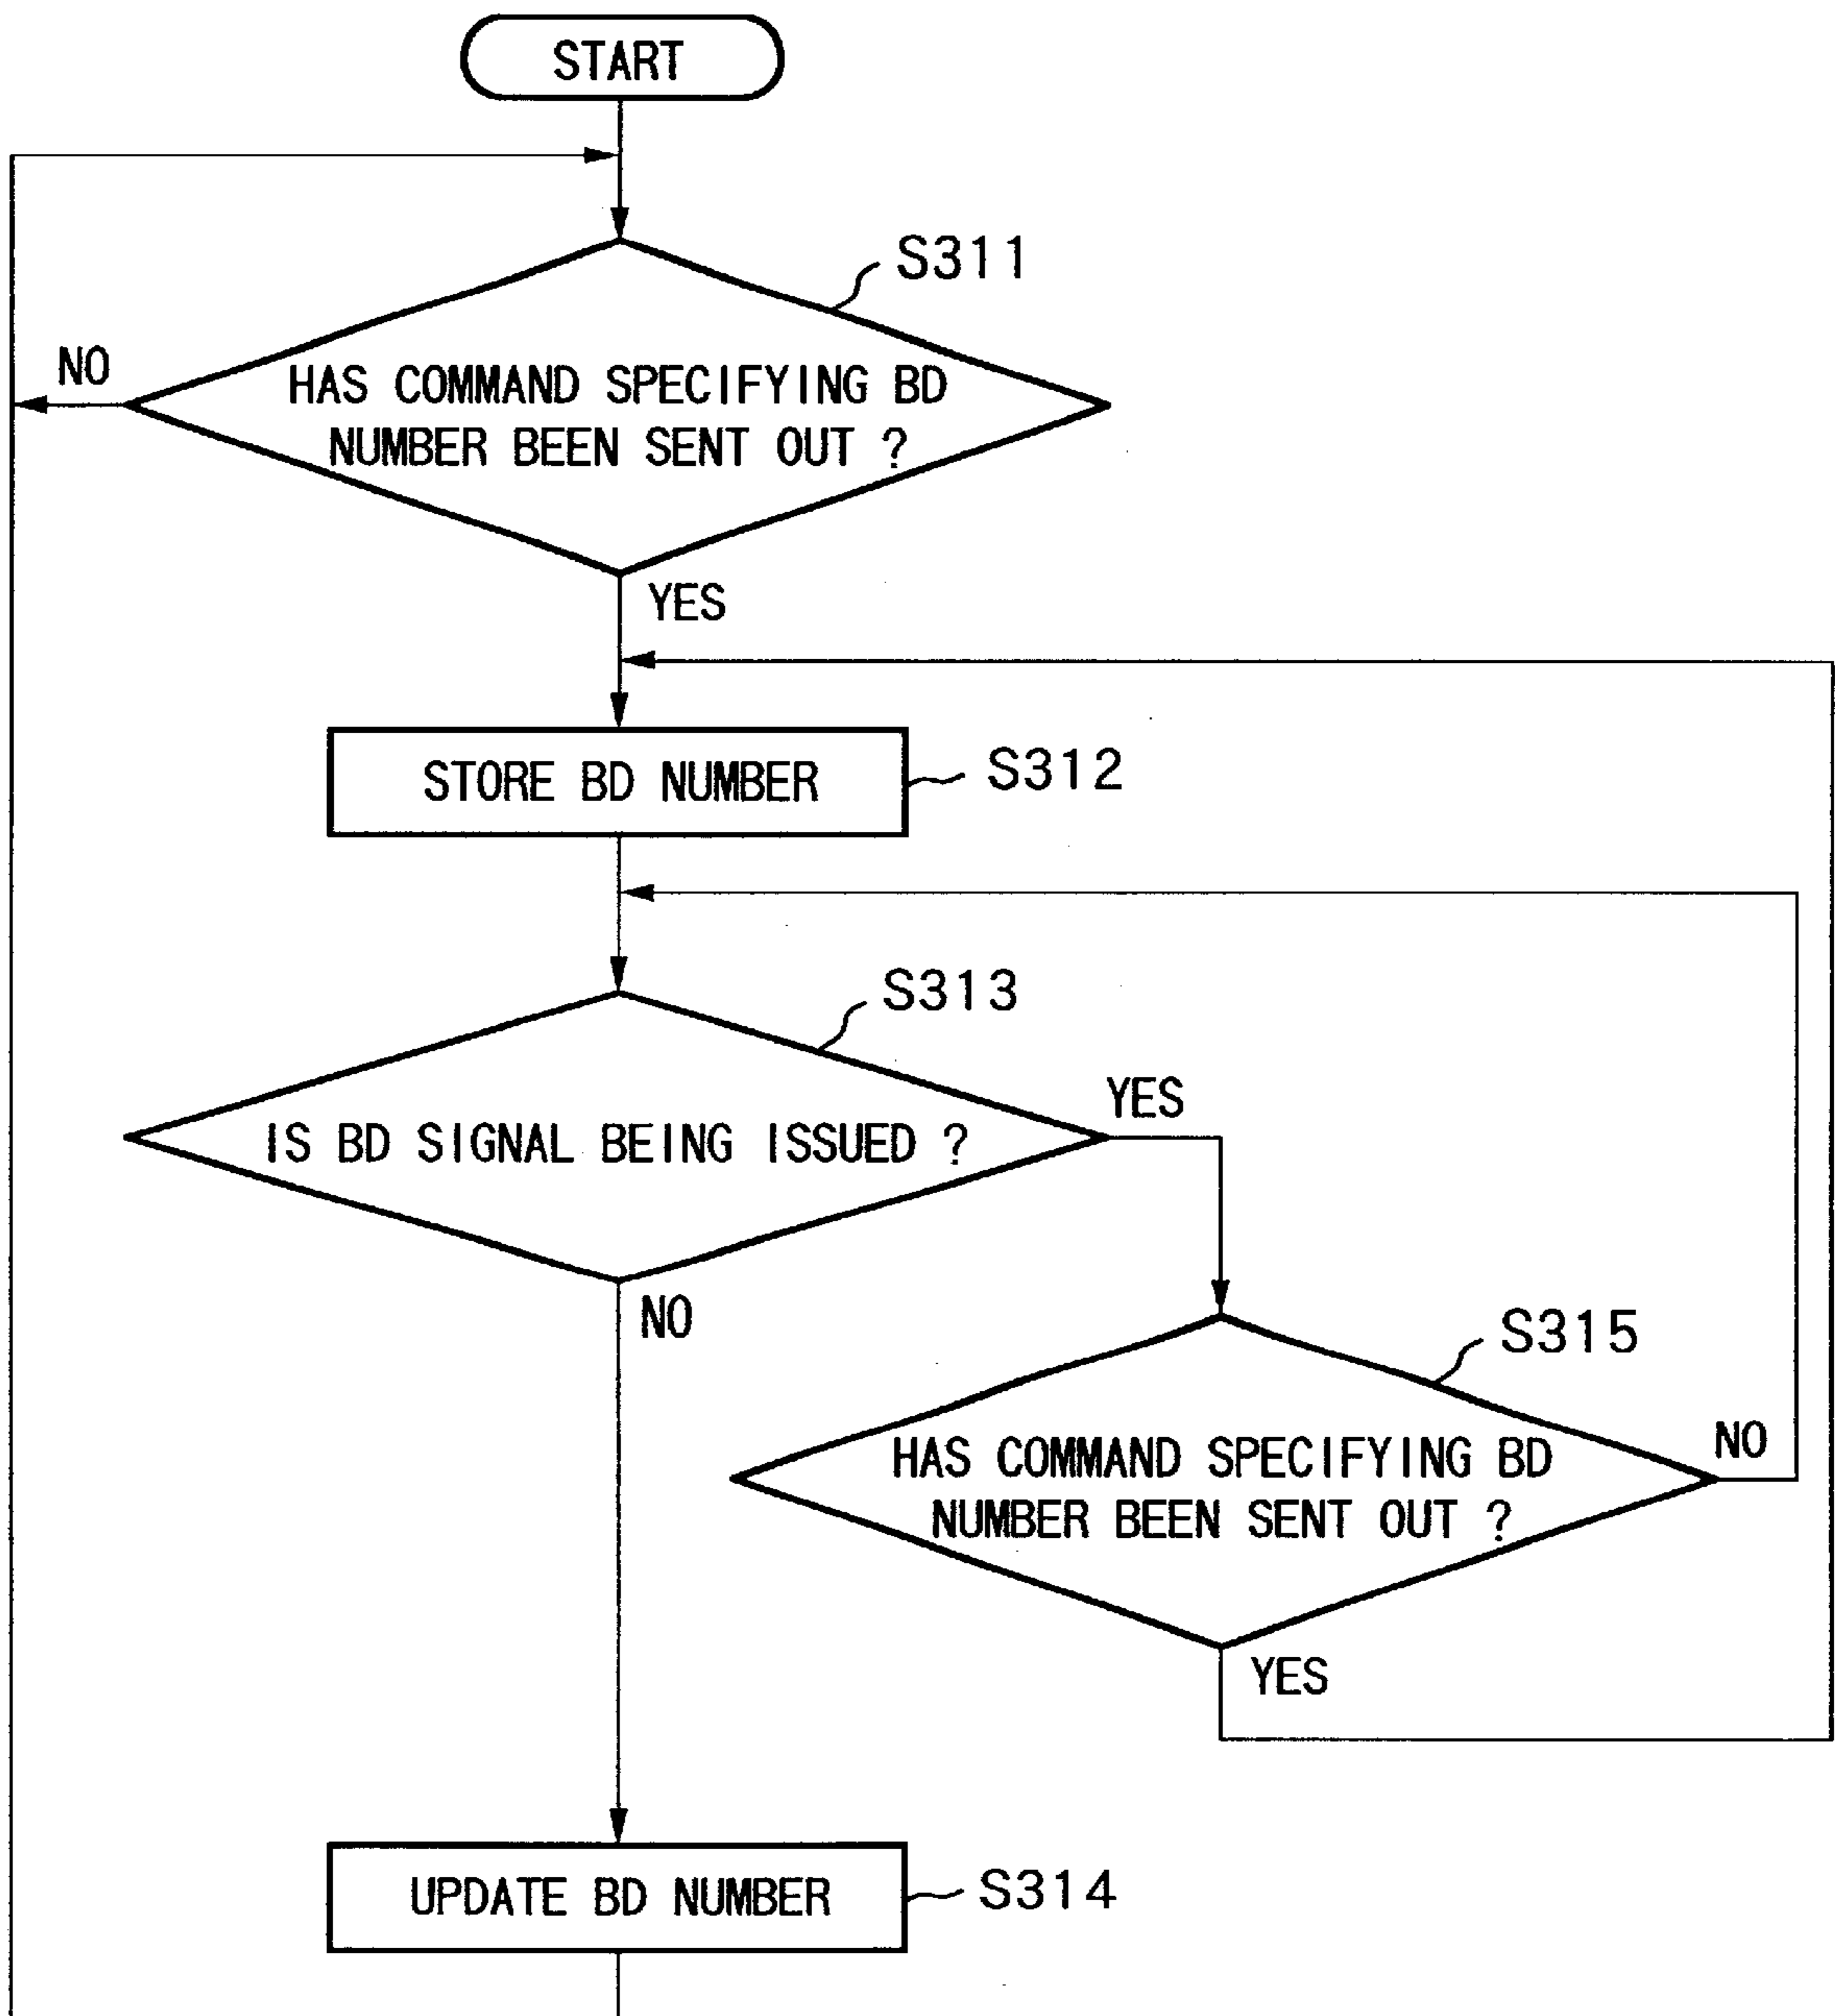 START
S311
NO
HAS COMMAND SPECIFYING BD
NUMBER BEEN SENT OUT ?
YES
STORE BD NUMBER
S312
S313
YES
IS BD SIGNAL BEING ISSUED ?
NO
S315
NO
HAS COMMAND SPECIFYING BD
NUMBER BEEN SENT OUT ?
YES
UPDATE BD NUMBER
S314